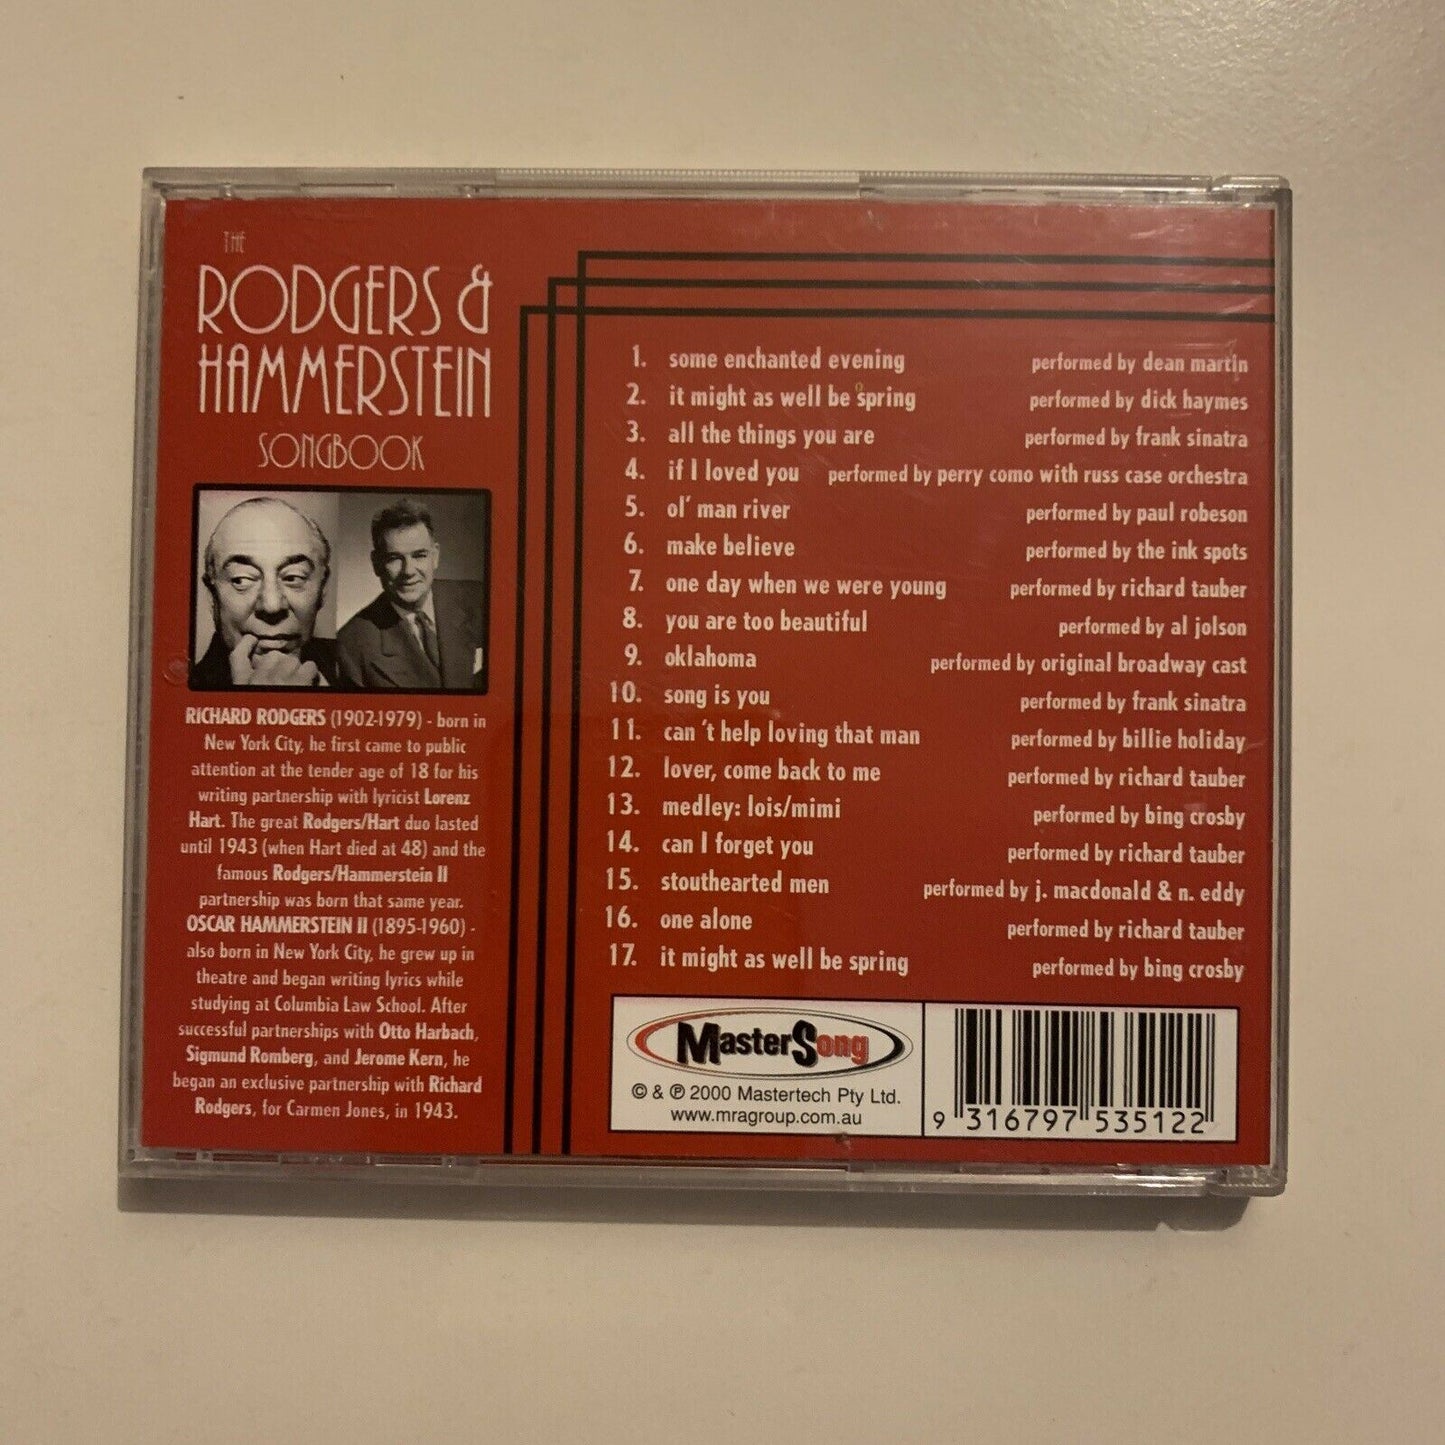 THE
RODGERS &
HAMMERSTEIN
SONGBOOK
RICHARD RODGERS (1902-1979) - born in
New York City, he first came to public
attention at the tender age of 18 for his
writing partnership with lyricist Lorenz
Hart. The great Rodgers/Hart duo lasted
until 1943 (when Hart died at 48) and the
famous Rodgers/Hammerstein II
partnership was born that same year.
OSCAR HAMMERSTEIN II (1895-1960) -
also born in New York City, he grew up in
theatre and began writing lyrics while
studying at Columbia Law School. After
successful partnerships with Otto Harbach,
Sigmund Romberg, and Jerome Kern, he
began an exclusive partnership with Richard
Rodgers, for Carmen Jones, in 1943.
1. some enchanted evening performed by dean martin
2. it might as well be spring performed by dick haymes
3. all the things you are performed by frank sinatra
4. if I loved you performed by perry como with russ case orchestra
5. ol' man river performed by paul robeson
6. make believe performed by the ink spots
7. one day when we were young performed by richard tauber
8. you are too beautiful performed by al jolson
9. oklahoma performed by original broadway cast
10. song is you performed by frank sinatra
11. can 't help loving that man performed by billie holiday
12. lover, come back to me performed by richard tauber
13. medley: lois/mimi performed by bing crosby
14. can I forget you performed by richard tauber
15. stouthearted men performed by j. macdonald & n. eddy
16. one alone performed by richard tauber
17. it might as well be spring performed by bing crosby
MasterSong
© & ℗ 2000 Mastertech Pty Ltd.
www.mragroup.com.au
9 316797 535122